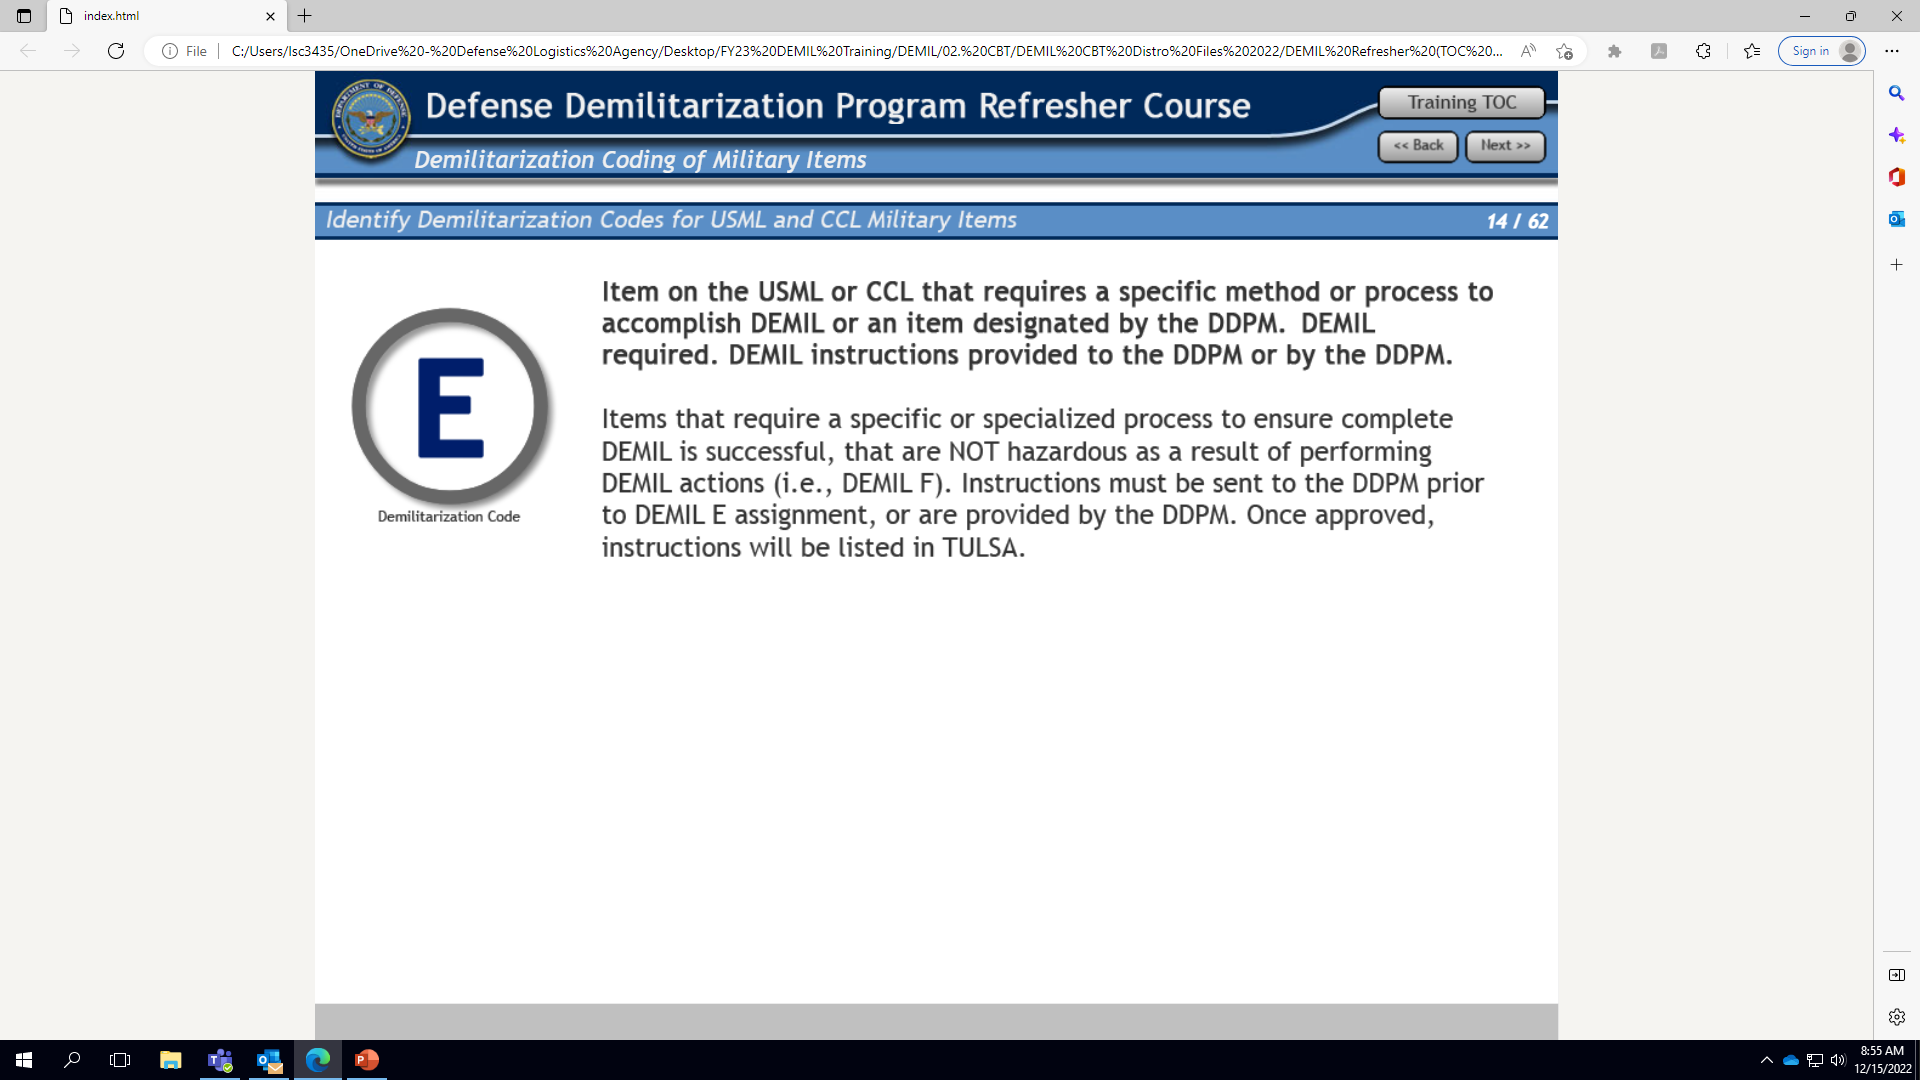 index.html
File
C:/Users/lsc3435/OneDrive%20-%20Defense%20Logistics%20Agency/Desktop/FY23%20DEMIL%20Training/DEMIL/02.%20CBT/DEMIL%20CBT%20Distro%20Files%202022/DEMIL%20Refresher%20(TOC%20...
Sign in
Defense Demilitarization Program Refresher Course
Training TOC
<< Back
Next >>
Demilitarization Coding of Military Items
Identify Demilitarization Codes for USML and CCL Military Items
14 / 62
Item on the USML or CCL that requires a specific method or process to
accomplish DEMIL or an item designated by the DDPM. DEMIL
required. DEMIL instructions provided to the DDPM or by the DDPM.
E
Demilitarization Code
Items that require a specific or specialized process to ensure complete
DEMIL is successful, that are NOT hazardous as a result of performing
DEMIL actions (i.e., DEMIL F). Instructions must be sent to the DDPM prior
to DEMIL E assignment, or are provided by the DDPM. Once approved,
instructions will be listed in TULSA.
8:55 AM
12/15/2022